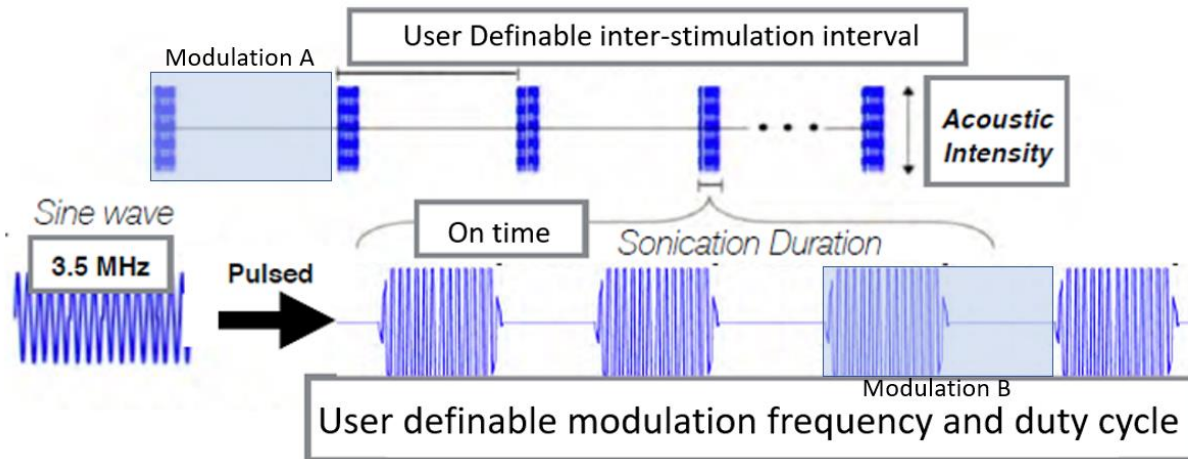 User Definable inter-stimulation interval
Modulation A
Acoustic
Intensity
Sine wave
3.5 MHz
On time
Sonication Duration
Pulsed
Modulation B
User definable modulation frequency and duty cycle